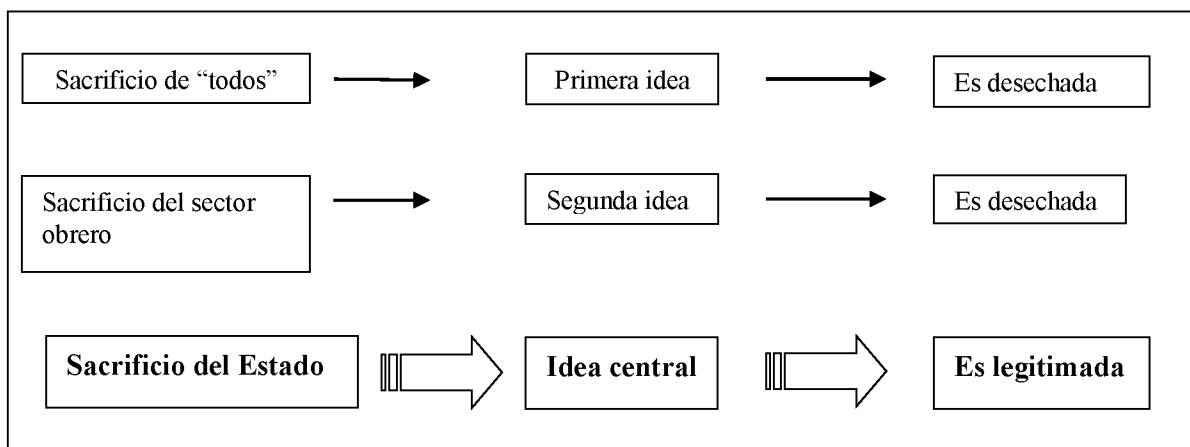 Sacrificio de “todos”
Primera idea
Es desechada
Sacrificio del sector
obrero
Segunda idea
Es desechada
Sacrificio del Estado
Idea central
Es legitimada